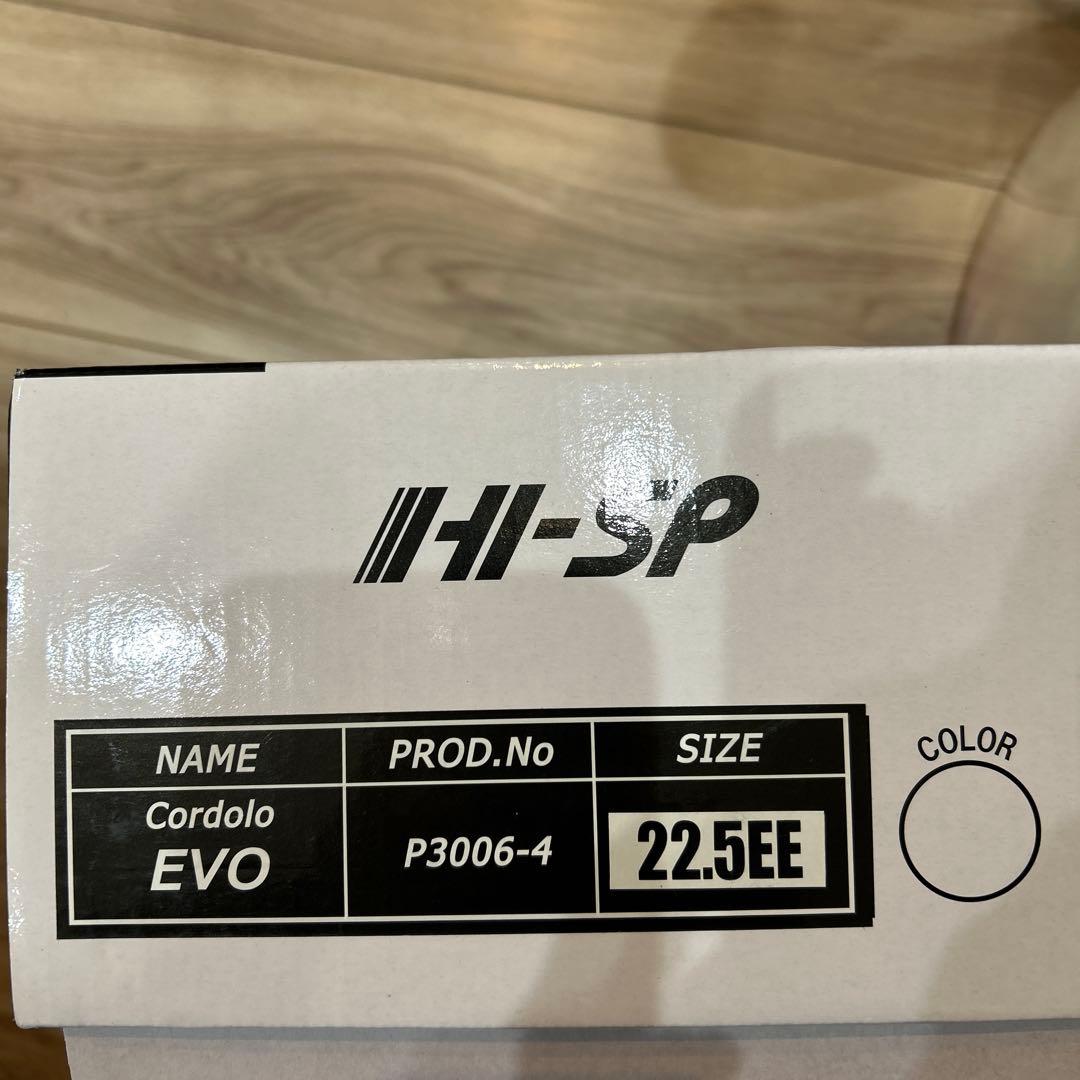 HI-SP
NAME PROD.No SIZE
Cordolo
EVO
P3006-4
22.5EE
COLOR